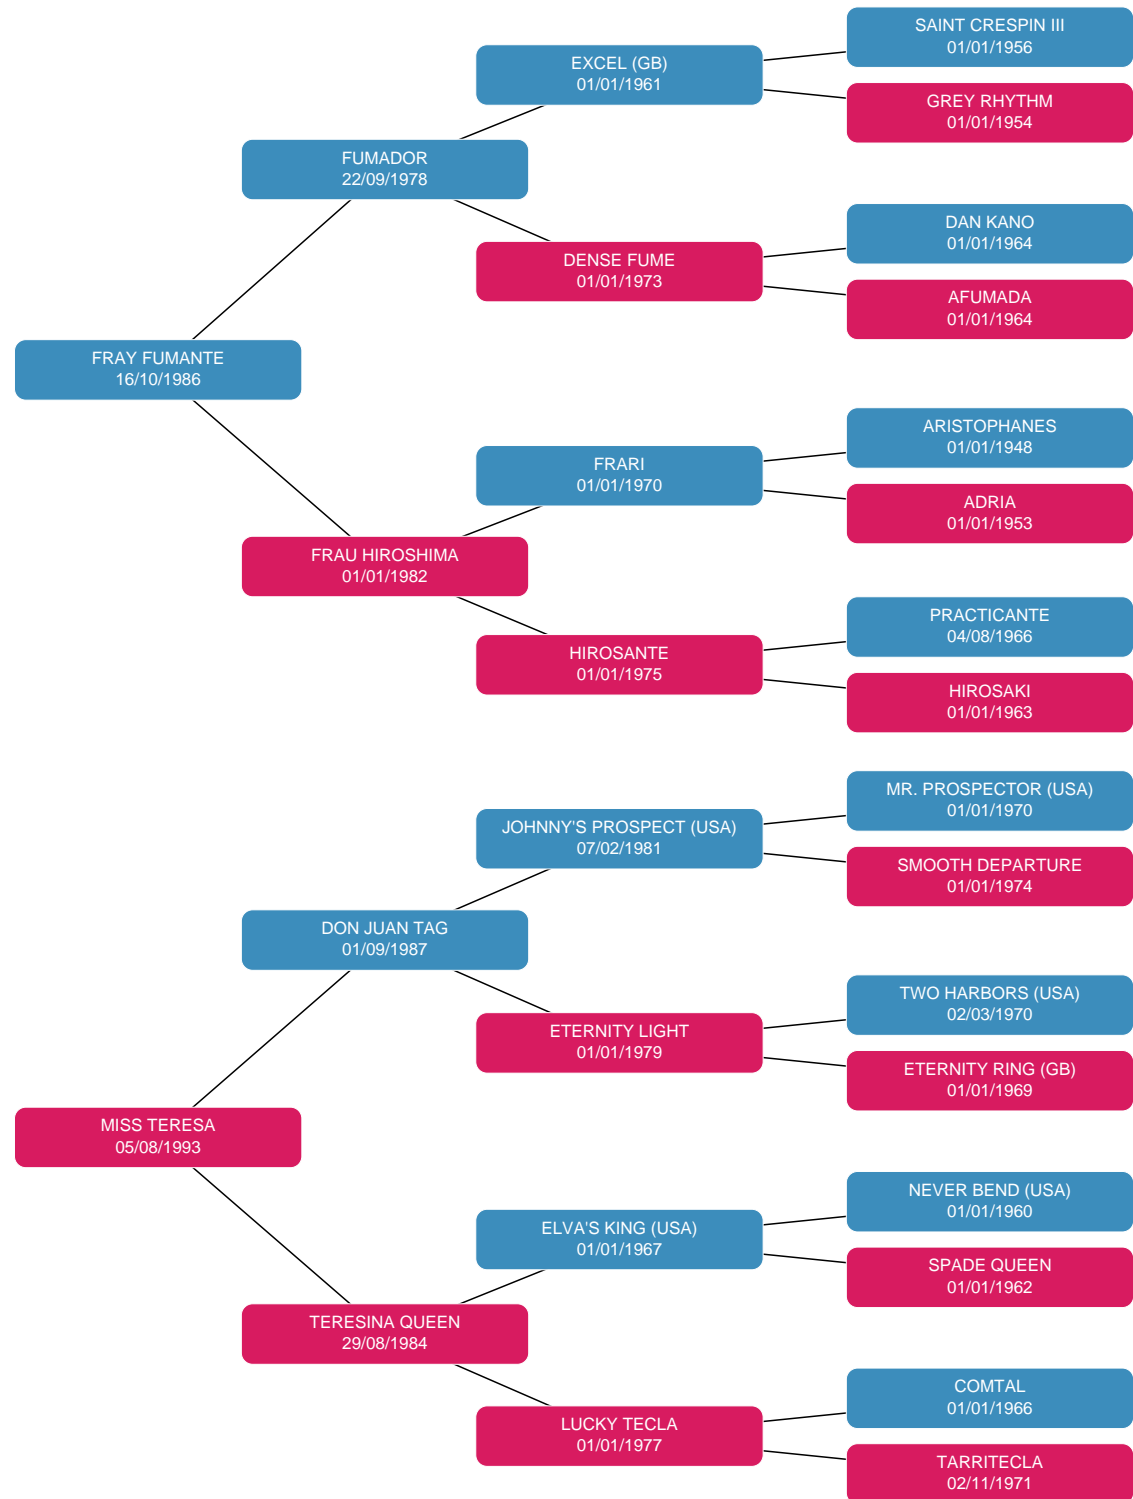 SAINT CRESPIN III
01/01/1956
EXCEL (GB)
01/01/1961
GREY RHYTHM
01/01/1954
FUMADOR
22/09/1978
DAN KANO
01/01/1964
DENSE FUME
01/01/1973
AFUMADA
01/01/1964
FRAY FUMANTE
16/10/1986
ARISTOPHANES
01/01/1948
FRARI
01/01/1970
ADRIA
01/01/1953
FRAU HIROSHIMA
01/01/1982
PRACTICANTE
04/08/1966
HIROSANTE
01/01/1975
HIROSAKI
01/01/1963
MR. PROSPECTOR (USA)
01/01/1970
JOHNNY'S PROSPECT (USA)
07/02/1981
SMOOTH DEPARTURE
01/01/1974
DON JUAN TAG
01/09/1987
TWO HARBORS (USA)
02/03/1970
ETERNITY LIGHT
01/01/1979
ETERNITY RING (GB)
01/01/1969
MISS TERESA
05/08/1993
NEVER BEND (USA)
01/01/1960
ELVA'S KING (USA)
01/01/1967
SPADE QUEEN
01/01/1962
TERESINA QUEEN
29/08/1984
COMTAL
01/01/1966
LUCKY TECLA
01/01/1977
TARRITECLA
02/11/1971